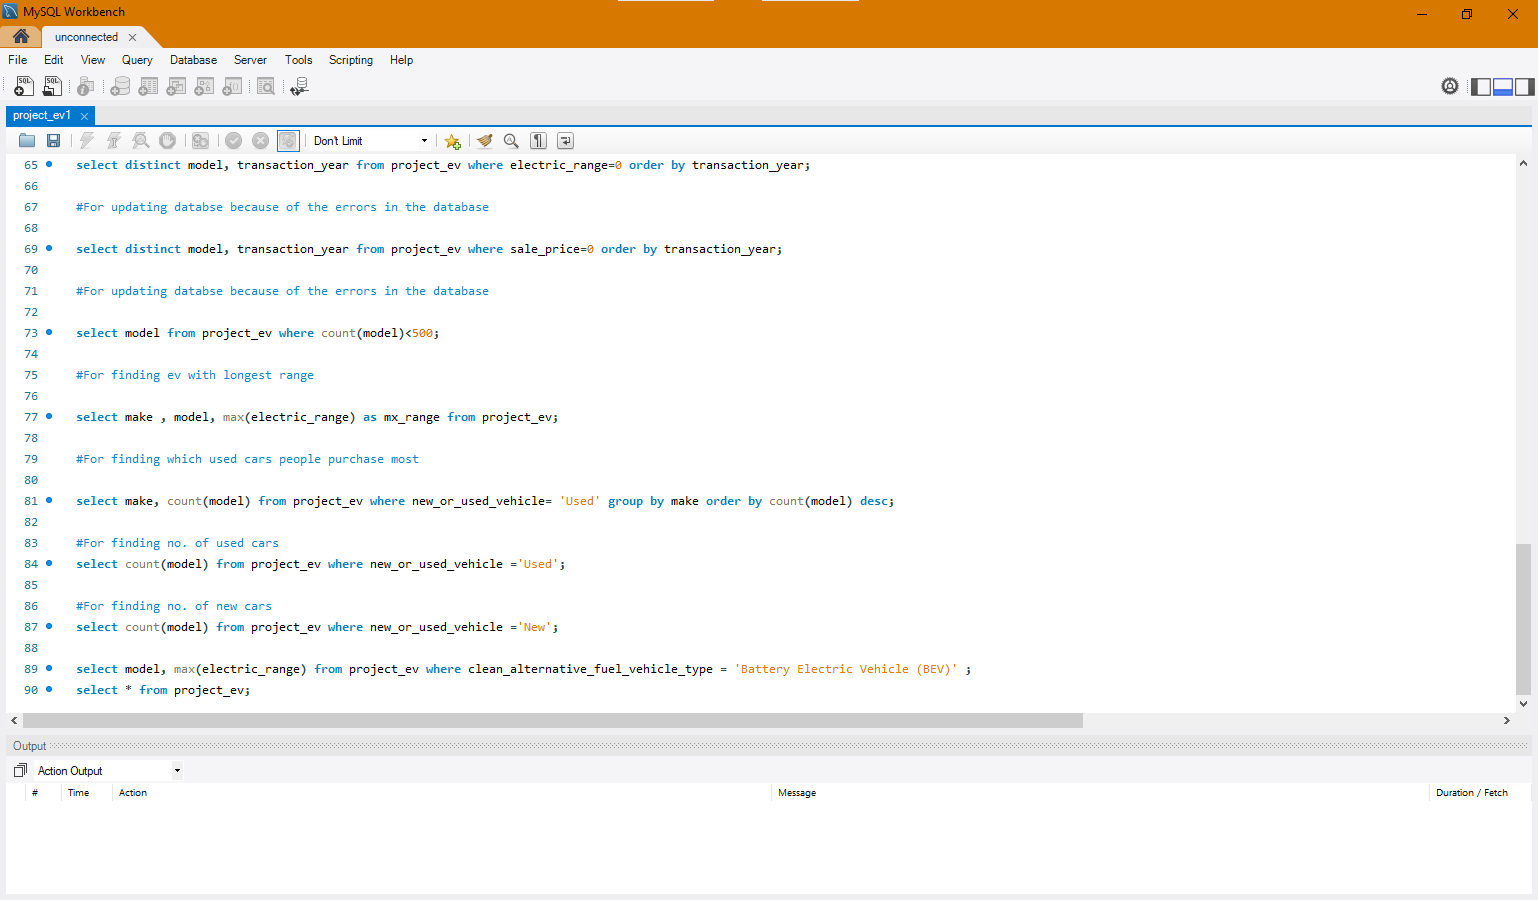 MySQL Workbench
unconnected
File Edit View Query Database Server Tools Scripting Help
project_ev1
Don't Limit
65 select distinct model, transaction_year from project_ev where electric_range=0 order by transaction_year;
66
67 #For updating databse because of the errors in the database
68
69 select distinct model, transaction_year from project_ev where sale_price=0 order by transaction_year;
70
71 #For updating databse because of the errors in the database
72
73 select model from project_ev where count(model)<500;
74
75 #For finding ev with longest range
76
77 select make , model, max(electric_range) as mx_range from project_ev;
78
79 #For finding which used cars people purchase most
80
81 select make, count(model) from project_ev where new_or_used_vehicle= 'Used' group by make order by count(model) desc;
82
83 #For finding no. of used cars
84 select count(model) from project_ev where new_or_used_vehicle ='Used';
85
86 #For finding no. of new cars
87 select count(model) from project_ev where new_or_used_vehicle ='New';
88
89 select model, max(electric_range) from project_ev where clean_alternative_fuel_vehicle_type = 'Battery Electric Vehicle (BEV)' ;
90 select * from project_ev;
Output
Action Output
# Time Action Message Duration / Fetch